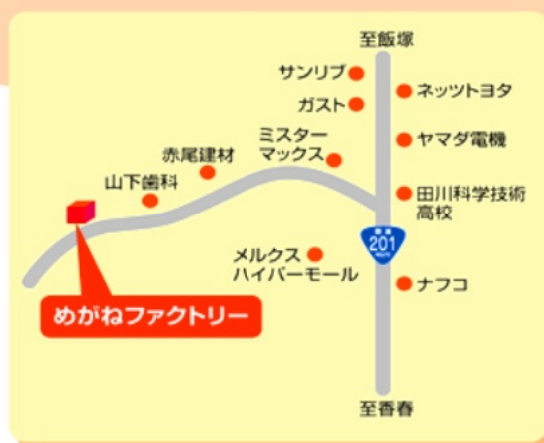 至飯塚
サンリブ
ネッツトヨタ
ガスト
ミスター
マックス
ヤマダ電機
赤尾建材
山下歯科
田川科学技術
高校
201
メルクス
ハイパーモール
ナフコ
めがねファクトリー
至香春